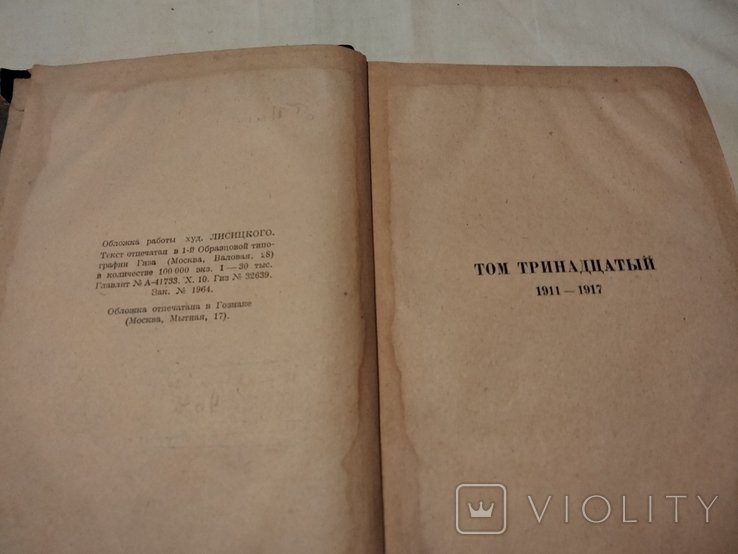 Обложка работы худ. ЛИСИЦКОГО.
Текст отпечатан в 1-й Образцовой типо-
графии Гиза (Москва, Валовая, 28)
в количестве 100 000 экз. 1 — 30 тыс.
Главлит № А-41733. Х. 10. Гиз № 32639.
Зак. № 1964.
Обложка отпечатана в Гознаке
(Москва, Мытная, 17).
ТОМ ТРИНАДЦАТЫЙ
1911 — 1917
VIOLITY